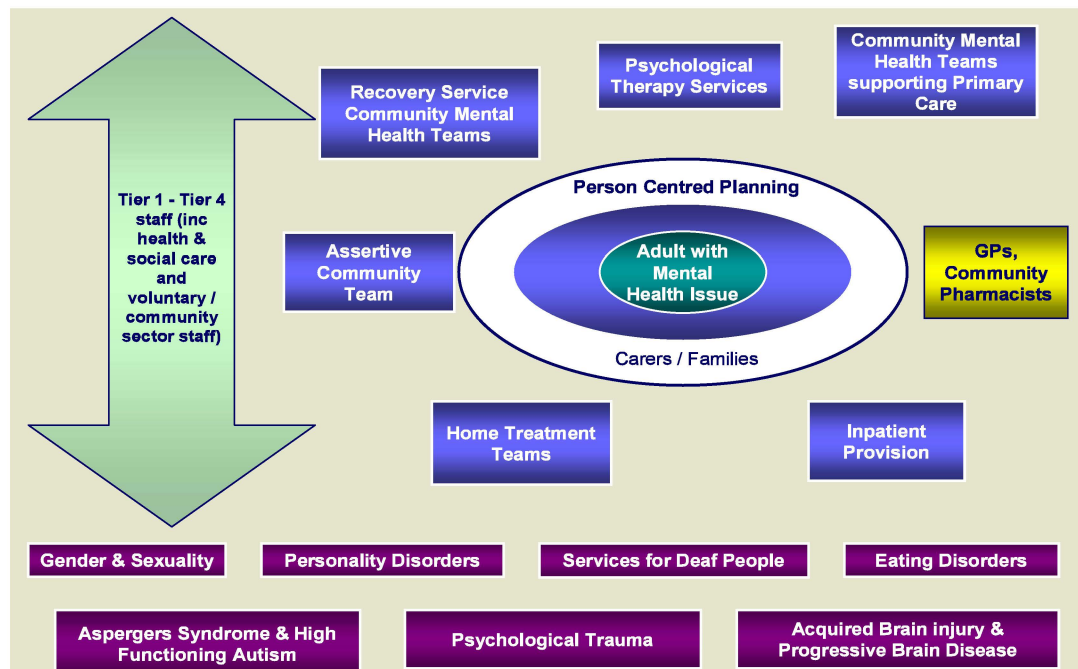 Recovery Service
Community Mental
Health Teams
Psychological
Therapy Services
Community Mental
Health Teams
supporting Primary
Care
Tier 1 - Tier 4
staff (inc
health &
social care
and
voluntary /
community
sector staff)
Assertive
Community
Team
Person Centred Planning
Adult with
Mental
Health Issue
Carers / Families
GPs,
Community
Pharmacists
Home Treatment
Teams
Inpatient
Provision
Gender & Sexuality
Personality Disorders
Services for Deaf People
Eating Disorders
Aspergers Syndrome & High
Functioning Autism
Psychological Trauma
Acquired Brain injury &
Progressive Brain Disease